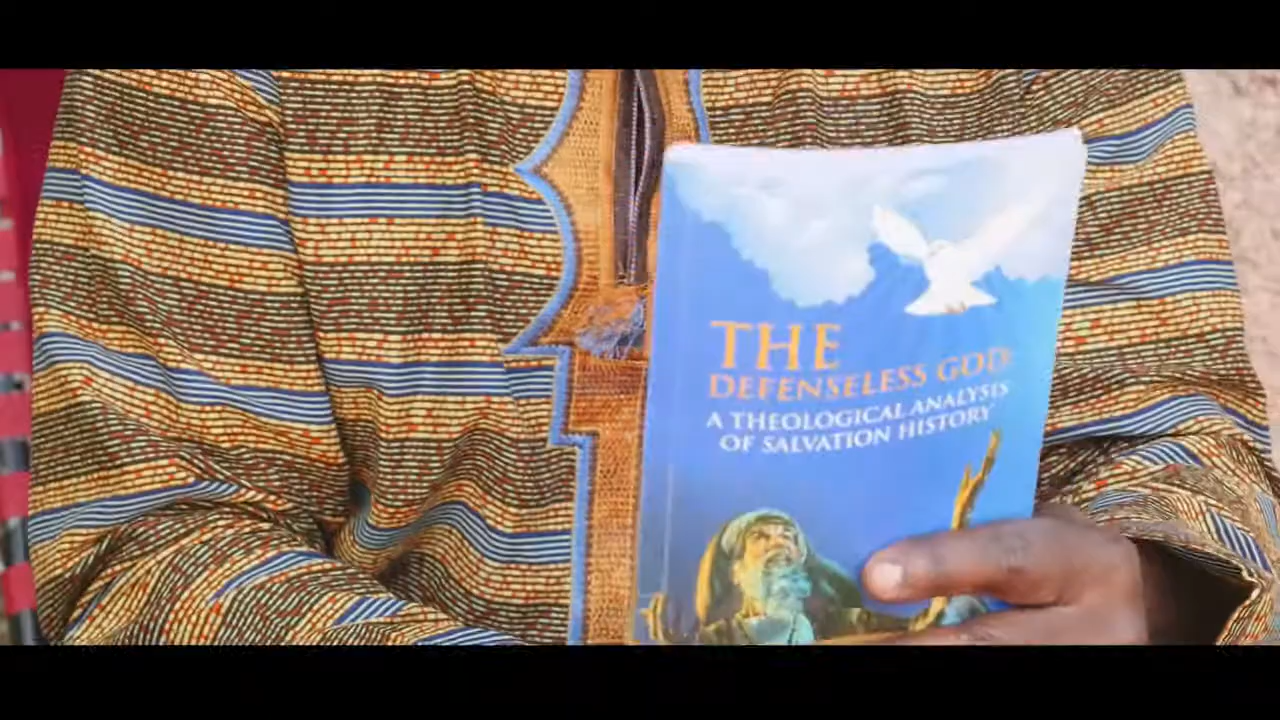 THE
DEFENSELESS GOD:
A THEOLOGICAL ANALYSIS
OF SALVATION HISTORY